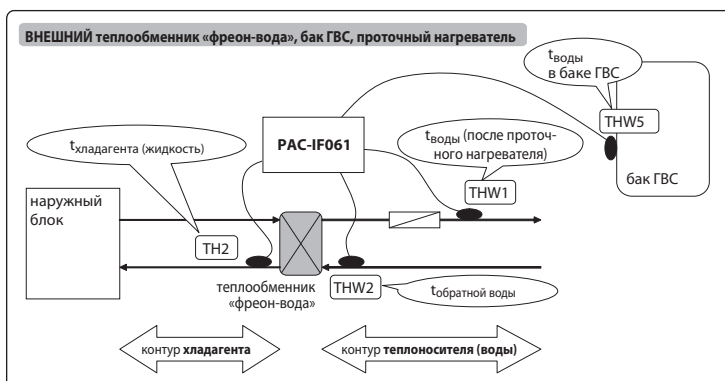 ВНЕШНИЙ теплообменник «фреон-вода», бак ГВС, проточный нагреватель
tводы
в баке ГВС
THW5
бак ГВС
PAC-IF061
tводы (после проточ-
ного нагревателя)
THW1
tхладагента (жидкость)
наружный
блок
TH2
теплообменник
«фреон-вода»
THW2
tобратной воды
контур хладагента
контур теплоносителя (воды)